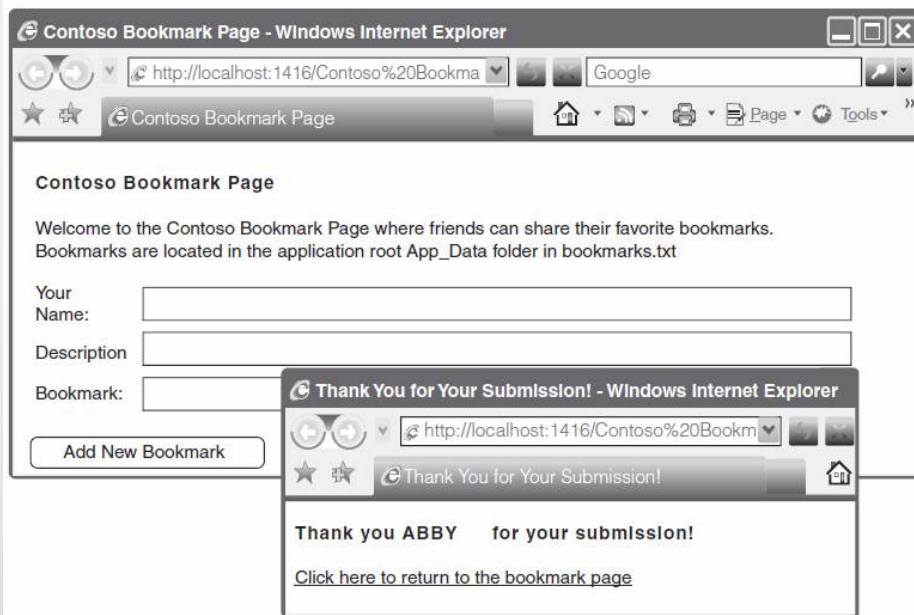 Contoso Bookmark Page - Windows Internet Explorer
http://localhost:1416/Contoso%20Bookma
Google
Contoso Bookmark Page
Page
Tools
»
Contoso Bookmark Page
Welcome to the Contoso Bookmark Page where friends can share their favorite bookmarks.
Bookmarks are located in the application root App_Data folder in bookmarks.txt
Your
Name:
Description
Bookmark:
Add New Bookmark
Thank You for Your Submission! - Windows Internet Explorer
http://localhost:1416/Contoso%20Bookm
Thank You for Your Submission!
Thank you ABBY for your submission!
Click here to return to the bookmark page